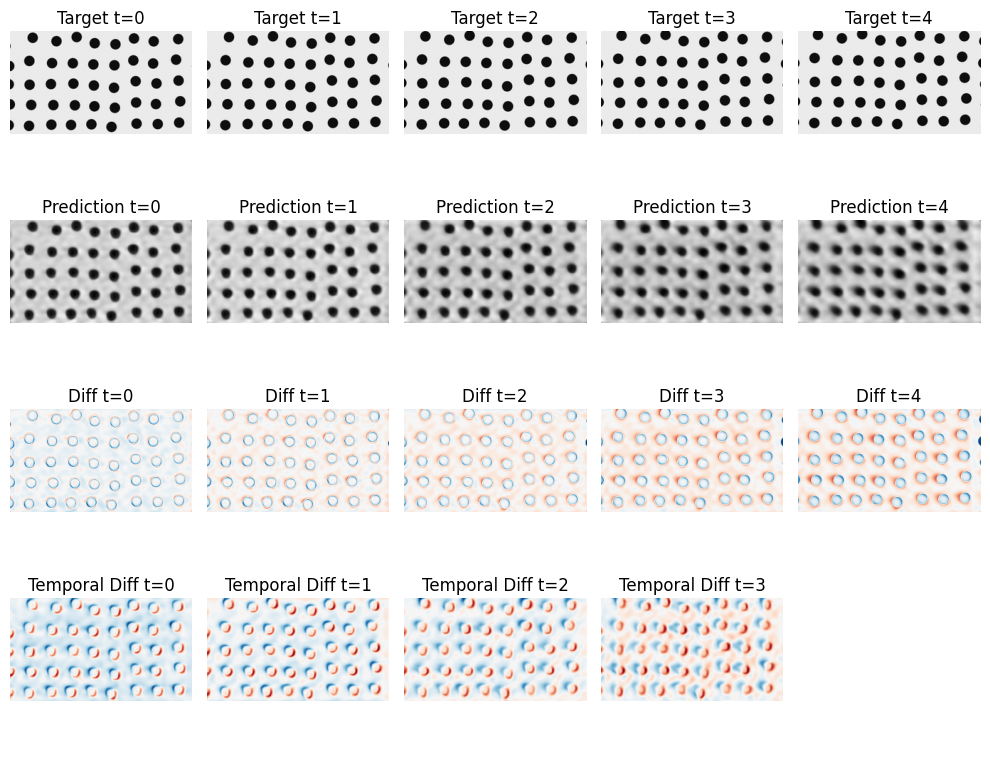 Target t=0
Target t=1
Target t=2
Target t=3
Target t=4
Prediction t=0
Prediction t=1
Prediction t=2
Prediction t=3
Prediction t=4
Diff t=0
Diff t=1
Diff t=2
Diff t=3
Diff t=4
Temporal Diff t=0
Temporal Diff t=1
Temporal Diff t=2
Temporal Diff t=3